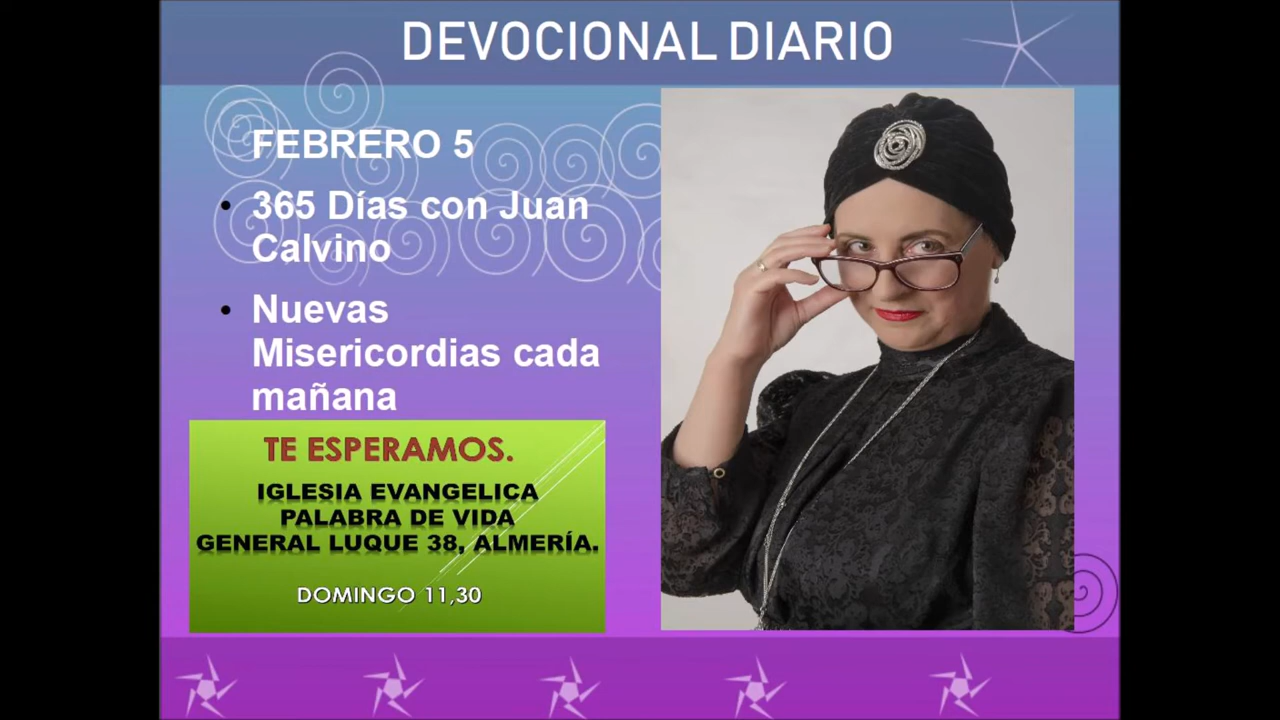 DEVOCIONAL DIARIO
FEBRERO 5
365 Días con Juan
Calvino
Nuevas
Misericordias cada
mañana
TE ESPERAMOS.
IGLESIA EVANGELICA
PALABRA DE VIDA
GENERAL LUQUE 38, ALMERÍA.
DOMINGO 11,30